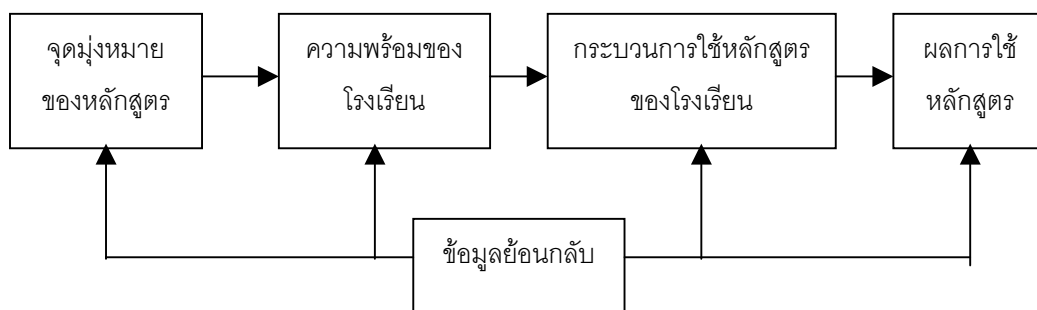 จุดมุ่งหมาย
ของหลักสูตร
ความพร้อมของ
โรงเรียน
กระบวนการใช้หลักสูตร
ของโรงเรียน
ผลการใช้
หลักสูตร
ข้อมูลย้อนกลับ